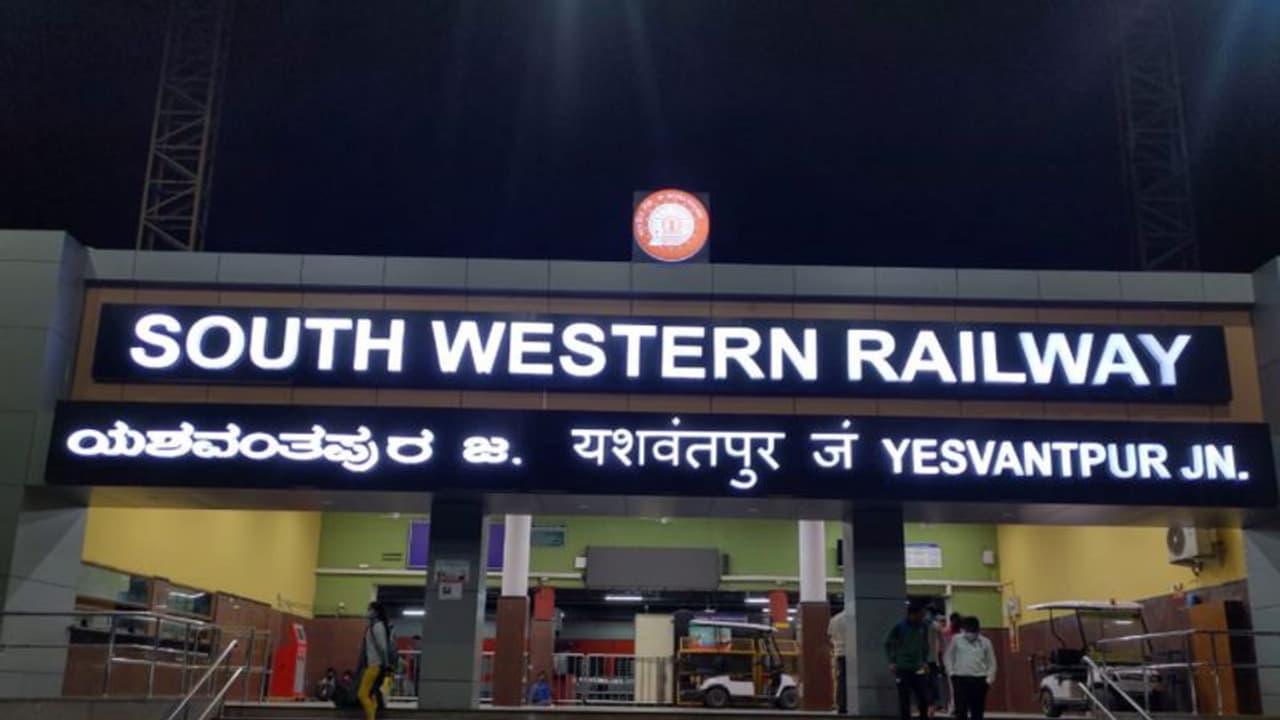 SOUTH WESTERN RAILWAY
ಯಶವಂತಪುರ ಜ. यशवंतपुर जं YESVANTPUR JN.